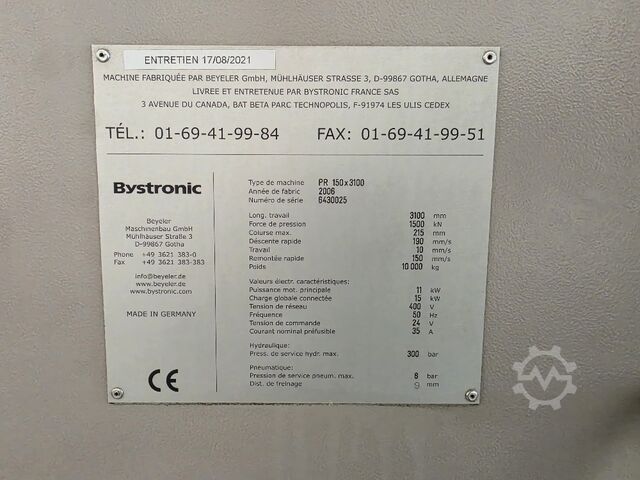 ENTRETIEN 17/08/2021
MACHINE FABRIQUÉE PAR BEYELER GmbH, MÜHLHÄUSER STRASSE 3, D-99867 GOTHA, ALLEMAGNE
LIVREE ET ENTRETENUE PAR BYSTRONIC FRANCE SAS
3 AVENUE DU CANADA, BAT BETA PARC TECHNOPOLIS, F-91974 LES ULIS CEDEX
TÉL.: 01-69-41-99-84 FAX: 01-69-41-99-51
Bystronic
Beyeler
Maschinenbau GmbH
Mühlhäuser Straße 3
D-99867 Gotha
Phone +49 3621 383-0
Fax +49 3621 383-383
info@beyeler.de
www.beyeler.de
www.bystronic.com
MADE IN GERMANY
CE
Type de machine PR 150x3100
Année de fabric 2006
Numéro de série 6430025
Long. travail 3100 mm
Force de pression 1500 kN
Colurse max. 215 mm
Déscente rapide 190 mm/s
Travail 10 mm/s
Remontée rapide 150 mm/s
Poids 10 000 kg
Valeurs électr. caractéristiques:
Puissance mot. principale 11 kW
Charge globale connectée 15 kW
Tension de réseau 400 V
Fréquence 50 Hz
Tension de commande 24 V
Courant nominal préfusible 35 A
Hydraulique:
Press. de service hydr. max. 300 bar
Pneumatique:
Pression de service pneum. max. 8 bar
Dist. de freinage 9 mm